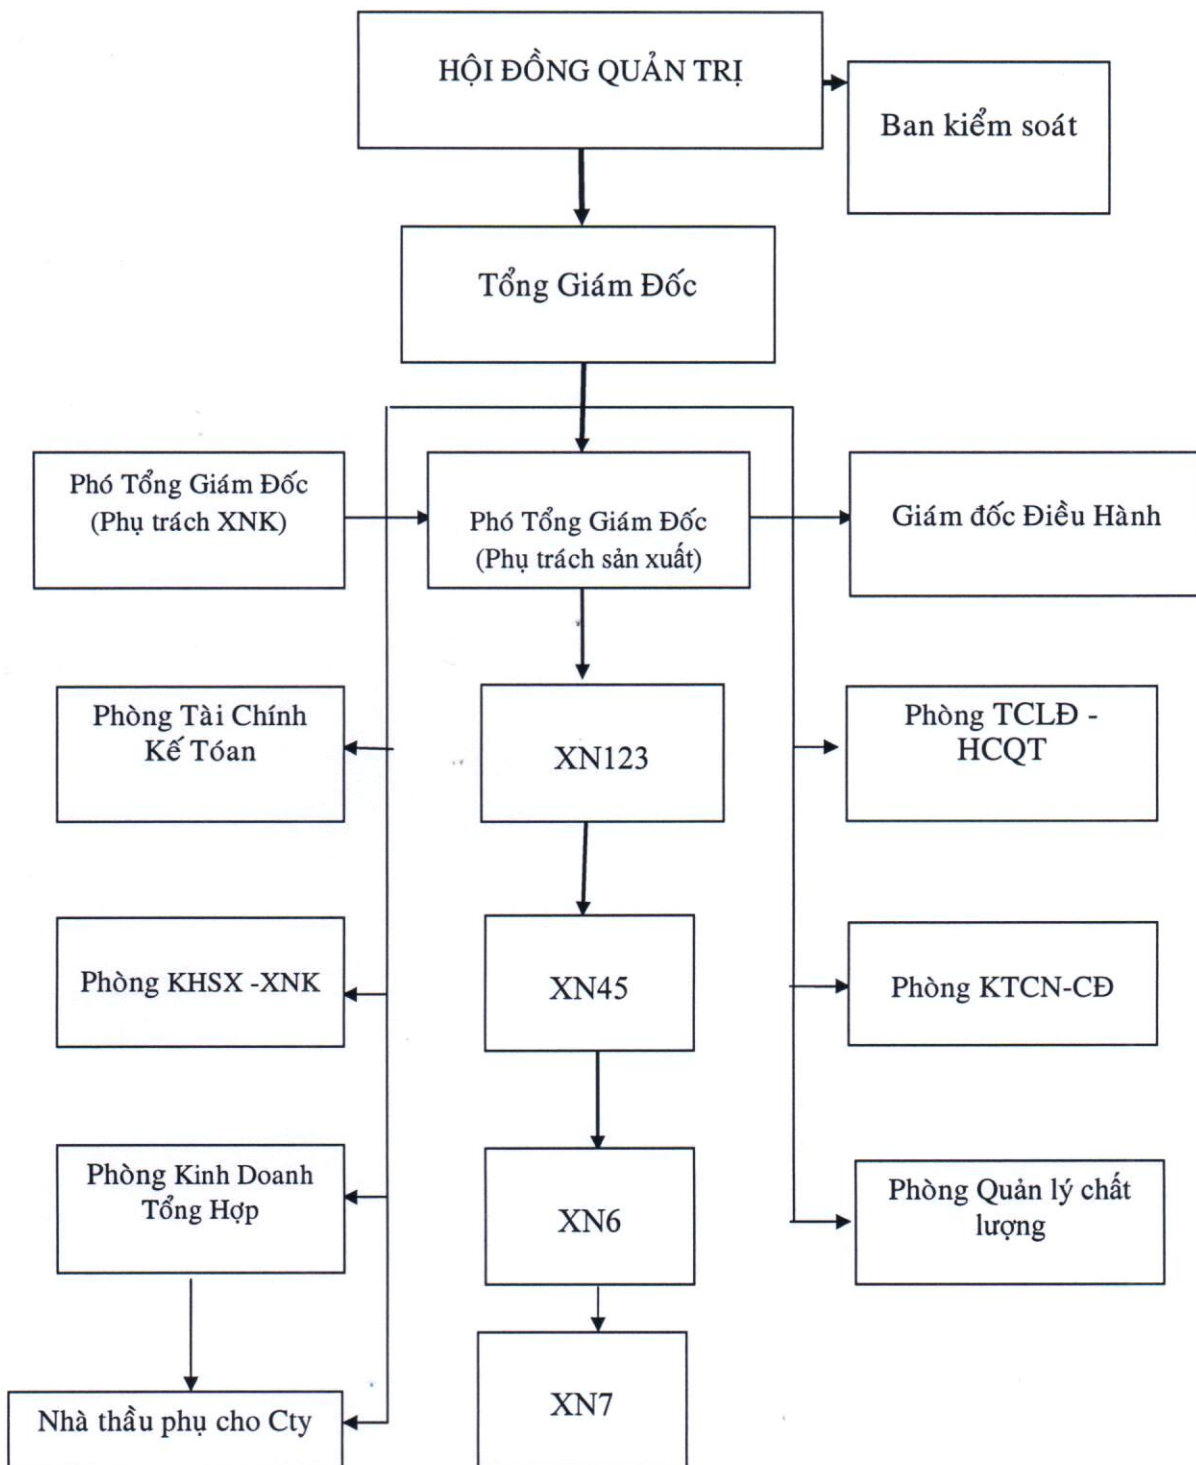 HỘI ĐỒNG QUẢN TRỊ
Ban kiểm soát
Tổng Giám Đốc
Phó Tổng Giám Đốc
(Phụ trách XNK)
Phó Tổng Giám Đốc
(Phụ trách sản xuất)
Giám đốc Điều Hành
Phòng Tài Chính
Kế Tóan
XN123
Phòng TCLĐ -
HCQT
Phòng KHSX -XNK
XN45
Phòng KTCN-CĐ
Phòng Kinh Doanh
Tổng Hợp
XN6
Phòng Quản lý chất
lượng
Nhà thầu phụ cho Cty
XN7